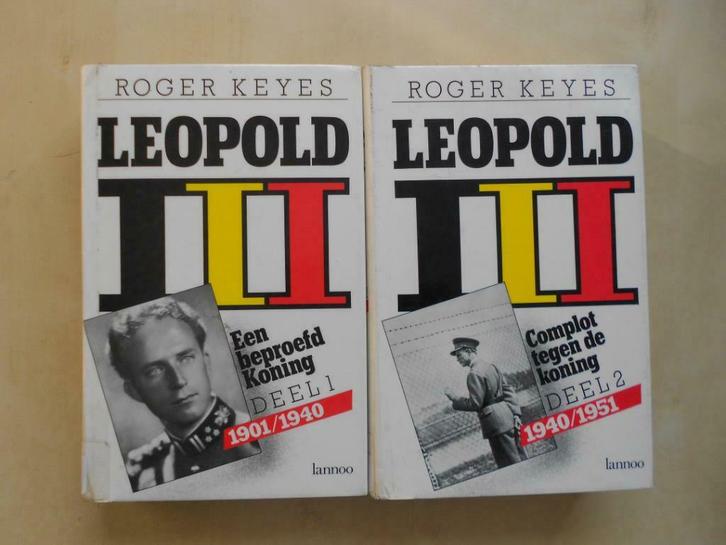 ROGER KEYES
LEOPOLD
III
Een
beproefd
Koning
DEEL 1
1901/1940
lannoo
ROGER KEYES
LEOPOLD
III
Complot
tegen de
koning
DEEL 2
1940/1951
lannoo